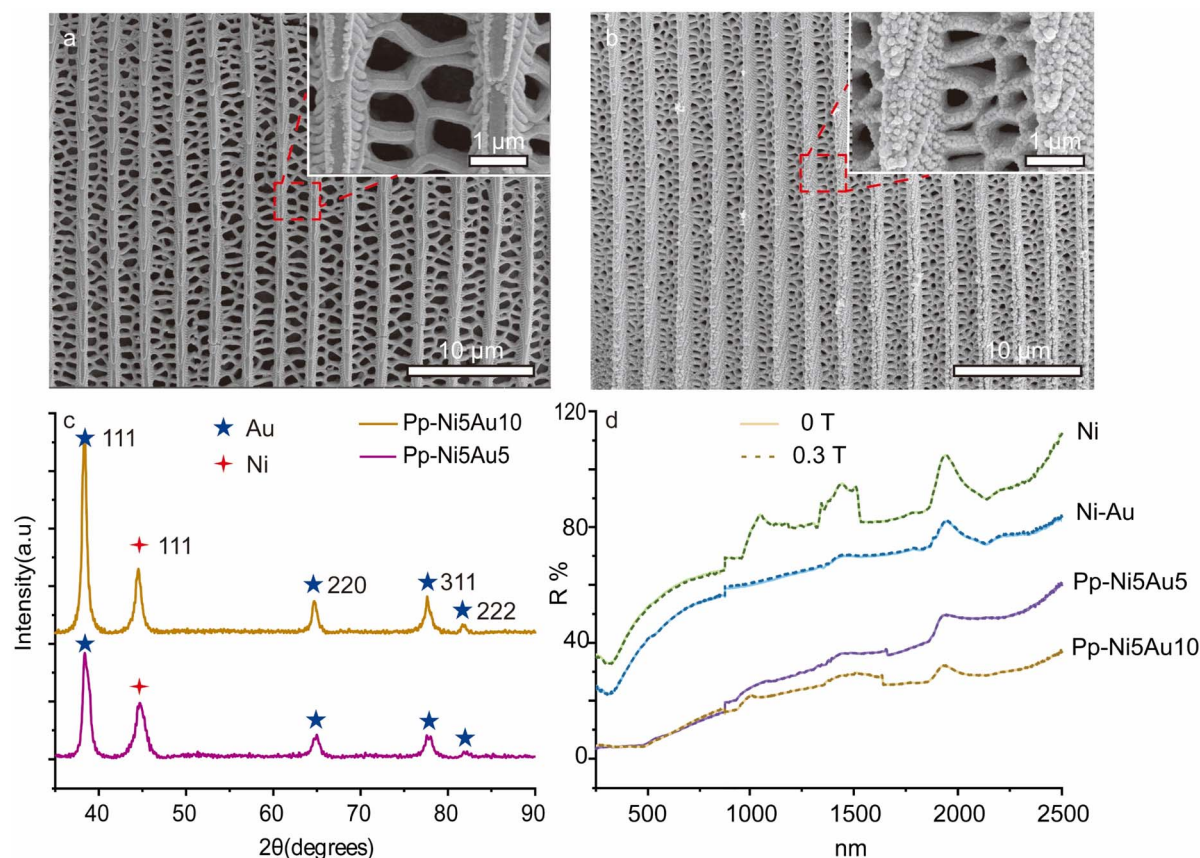 a
1 µm
10 µm
b
1 µm
10 µm
c
Au
Ni
Pp-Ni5Au10
Pp-Ni5Au5
111
111
220
311
222
Intensity(a.u)
40 50 60 70 80 90
2θ(degrees)
d
0 T
0.3 T
Ni
Ni-Au
Pp-Ni5Au5
Pp-Ni5Au10
R %
120
80
40
0
500 1000 1500 2000 2500
nm